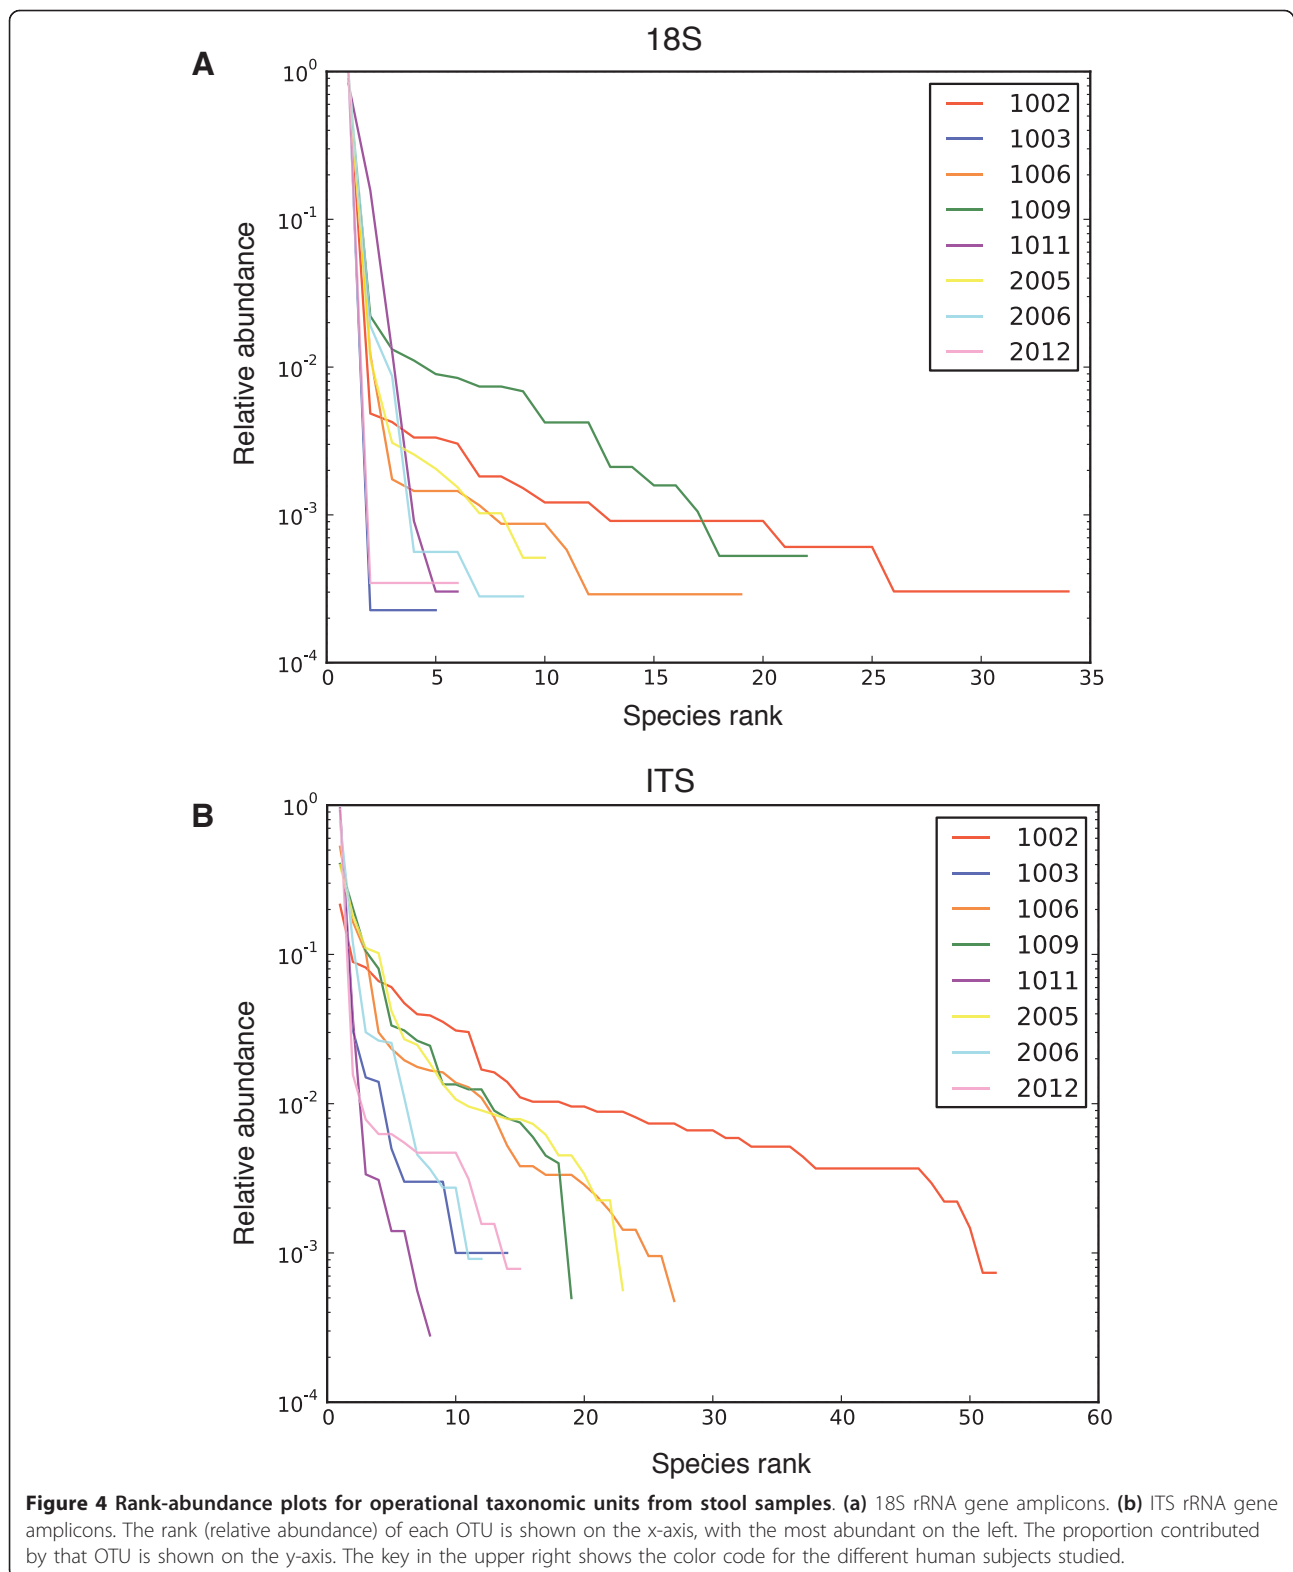 18S
A
10^0
10^-1
10^-2
10^-3
10^-4
Relative abundance
0 5 10 15 20 25 30 35
Species rank
1002
1003
1006
1009
1011
2005
2006
2012
ITS
B
10^0
10^-1
10^-2
10^-3
10^-4
Relative abundance
0 10 20 30 40 50 60
Species rank
1002
1003
1006
1009
1011
2005
2006
2012
Figure 4 Rank-abundance plots for operational taxonomic units from stool samples. (a) 18S rRNA gene amplicons. (b) ITS rRNA gene
amplicons. The rank (relative abundance) of each OTU is shown on the x-axis, with the most abundant on the left. The proportion contributed
by that OTU is shown on the y-axis. The key in the upper right shows the color code for the different human subjects studied.